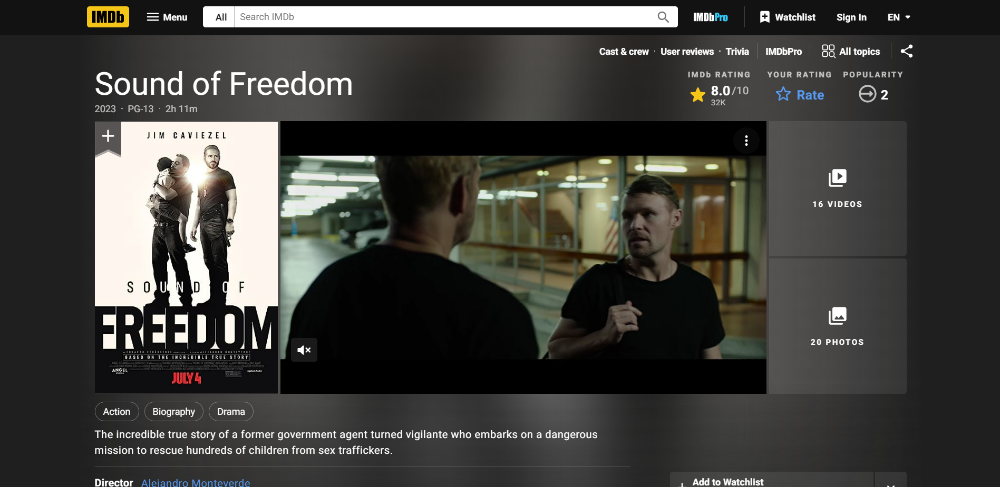 IMDb
Menu
All
Search IMDb
IMDbPro
Watchlist
Sign In
EN
Cast & crew · User reviews · Trivia
IMDbPro
All topics
Sound of Freedom
2023 · PG-13 · 2h 11m
IMDb RATING
8.0/10
32K
YOUR RATING
Rate
POPULARITY
2
JIM CAVIEZEL
SOUND OF
FREEDOM
BASED ON THE INCREDIBLE TRUE STORY
ANGEL
STUDIOS
JULY 4
16 VIDEOS
20 PHOTOS
Action
Biography
Drama
The incredible true story of a former government agent turned vigilante who embarks on a dangerous
mission to rescue hundreds of children from sex traffickers.
Director Alejandro Monteverde
Add to Watchlist